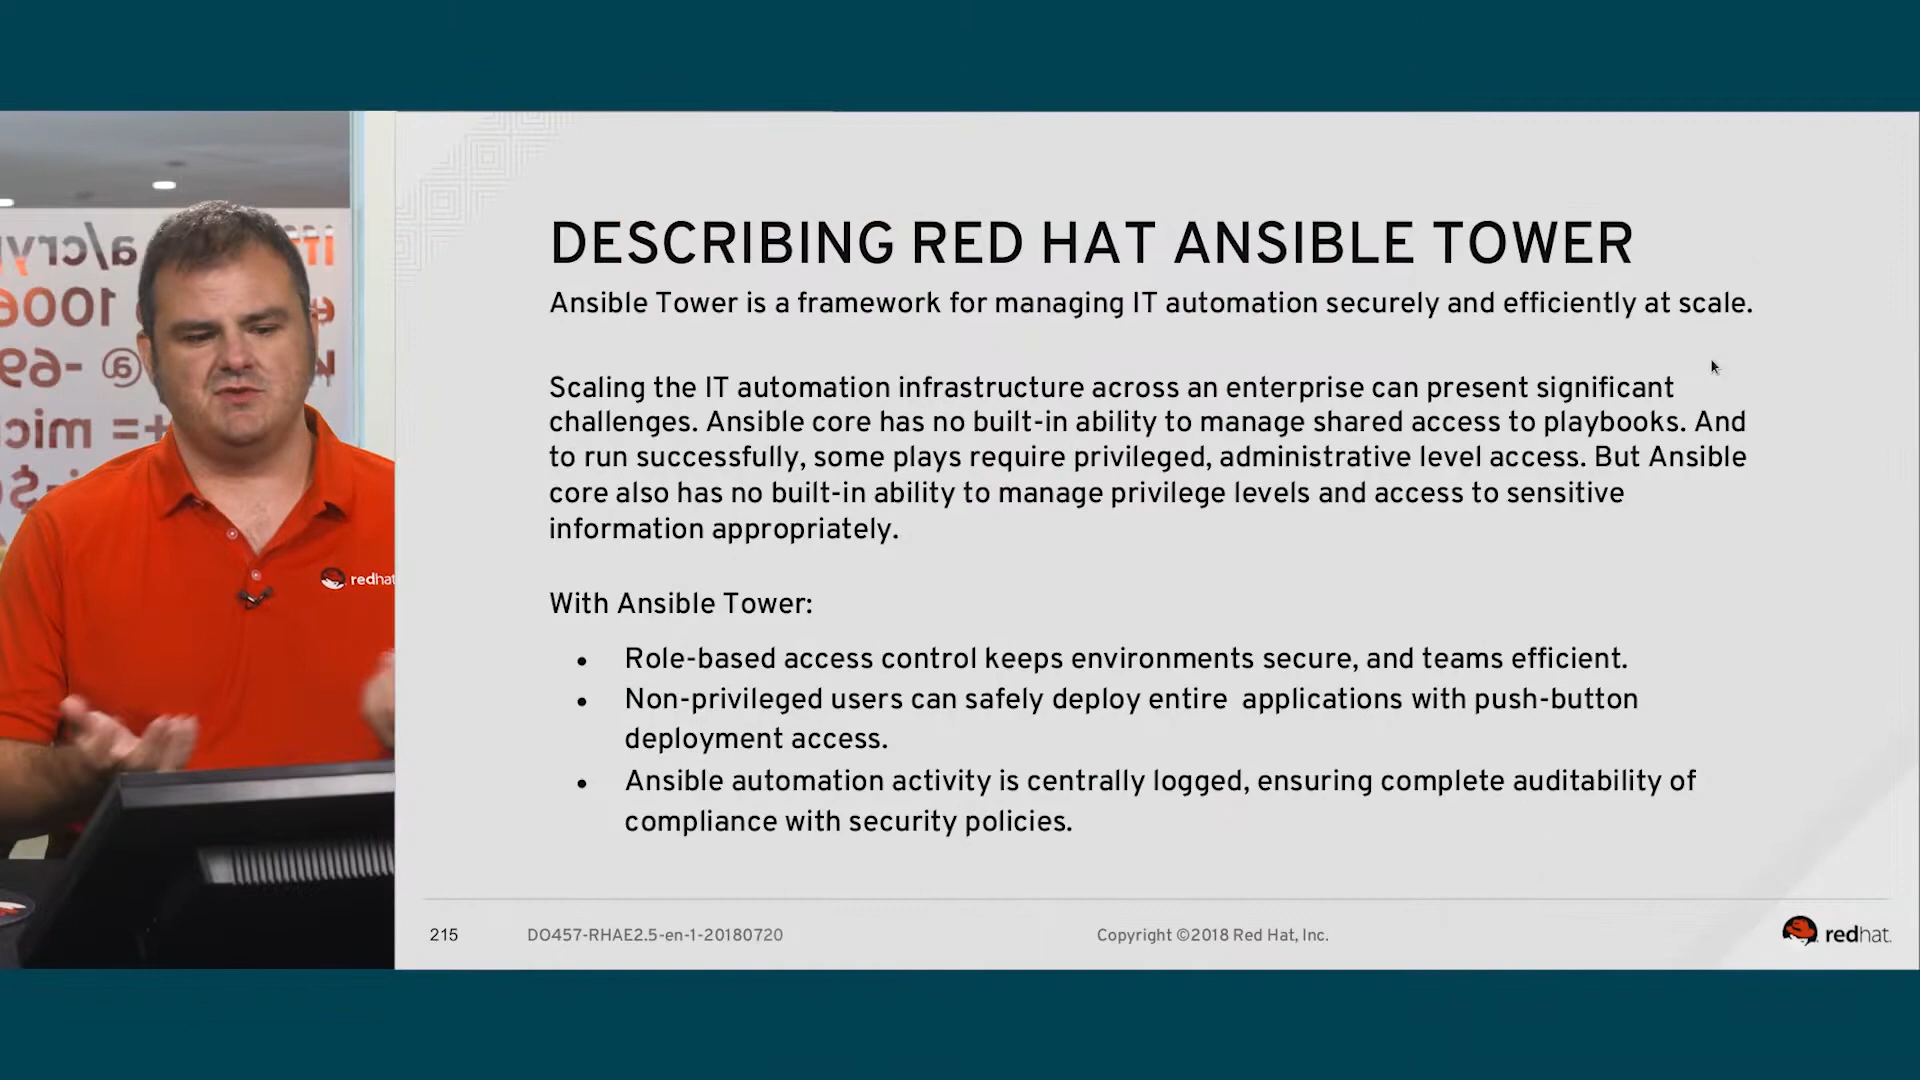 DESCRIBING RED HAT ANSIBLE TOWER
Ansible Tower is a framework for managing IT automation securely and efficiently at scale.
Scaling the IT automation infrastructure across an enterprise can present significant
challenges. Ansible core has no built-in ability to manage shared access to playbooks. And
to run successfully, some plays require privileged, administrative level access. But Ansible
core also has no built-in ability to manage privilege levels and access to sensitive
information appropriately.
With Ansible Tower:
• Role-based access control keeps environments secure, and teams efficient.
• Non-privileged users can safely deploy entire applications with push-button
deployment access.
• Ansible automation activity is centrally logged, ensuring complete auditability of
compliance with security policies.
215 DO457-RHAE2.5-en-1-20180720 Copyright ©2018 Red Hat, Inc. redhat.
redhat